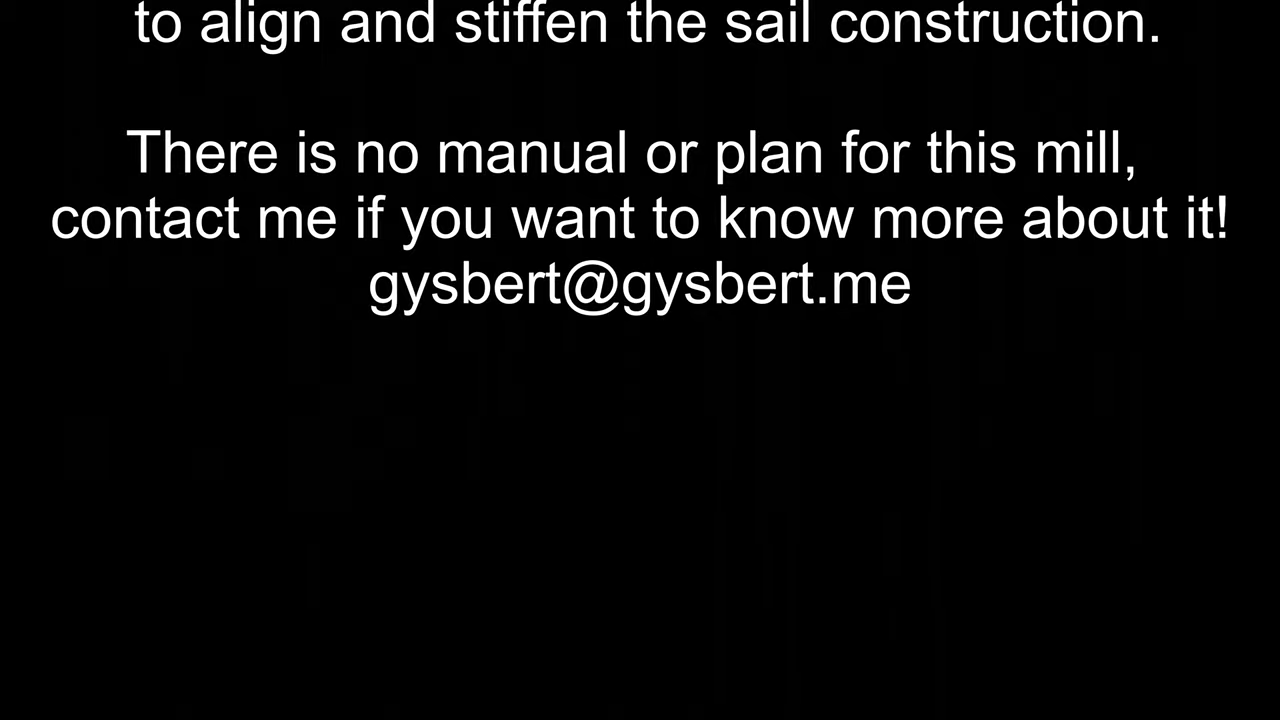 to align and stiffen the sail construction.
There is no manual or plan for this mill,
contact me if you want to know more about it!
gysbert@gysbert.me